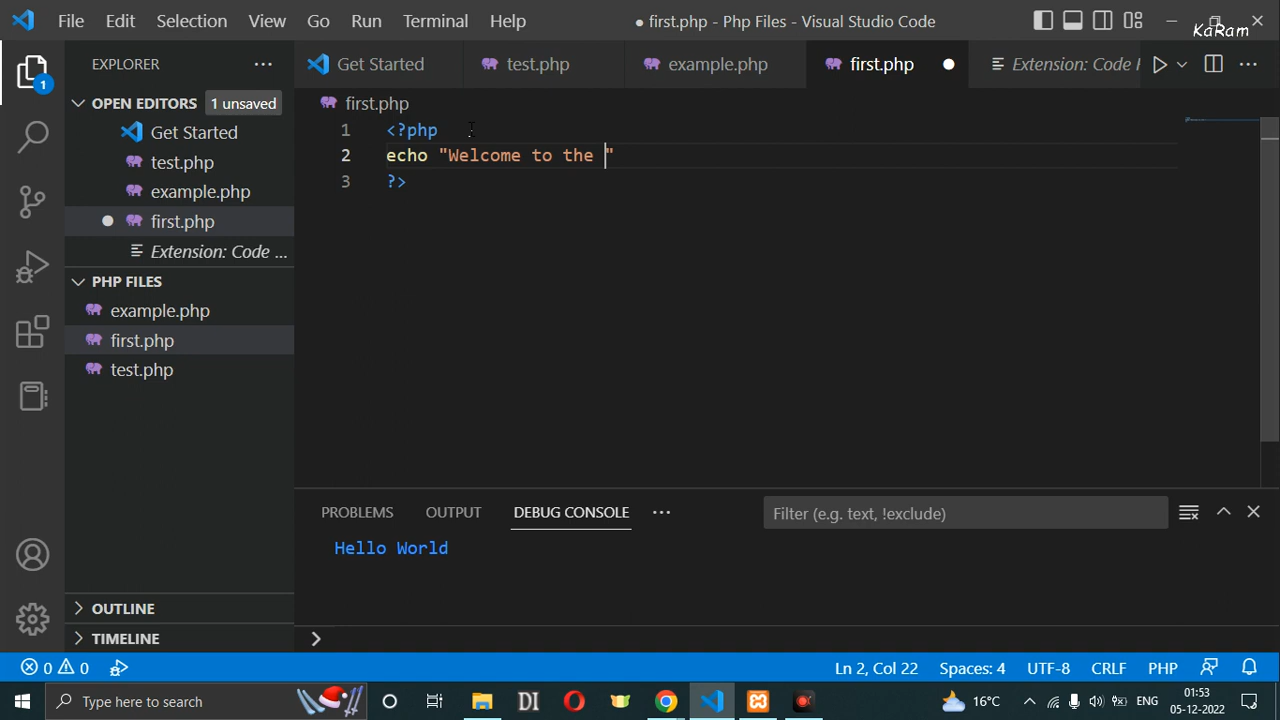 File Edit Selection View Go Run Terminal Help ● first.php - Php Files - Visual Studio Code
KaRam
EXPLORER ···
Get Started test.php example.php first.php ● Extension: Code
1
OPEN EDITORS 1 unsaved
Get Started
test.php
example.php
first.php
Extension: Code ...
PHP FILES
example.php
first.php
test.php
OUTLINE
TIMELINE
first.php
1 <?php
2 echo "Welcome to the "
3 ?>
PROBLEMS OUTPUT DEBUG CONSOLE ··· Filter (e.g. text, !exclude)
Hello World
0 0 Ln 2, Col 22 Spaces: 4 UTF-8 CRLF PHP
Type here to search DI 16°C ENG 01:53
05-12-2022